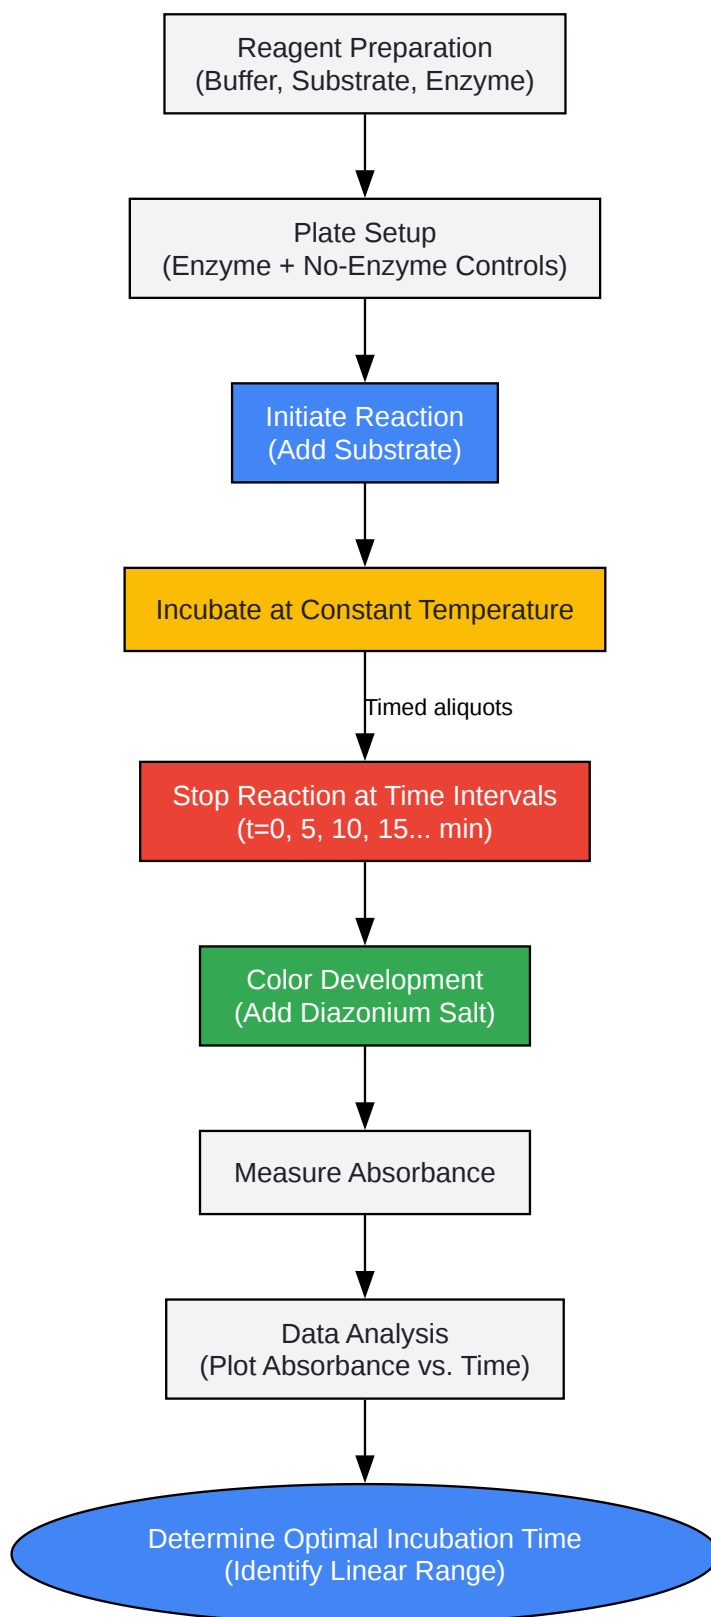 Reagent Preparation
(Buffer, Substrate, Enzyme)
Plate Setup
(Enzyme + No-Enzyme Controls)
Initiate Reaction
(Add Substrate)
Incubate at Constant Temperature
Timed aliquots
Stop Reaction at Time Intervals
(t=0, 5, 10, 15... min)
Color Development
(Add Diazonium Salt)
Measure Absorbance
Data Analysis
(Plot Absorbance vs. Time)
Determine Optimal Incubation Time
(Identify Linear Range)